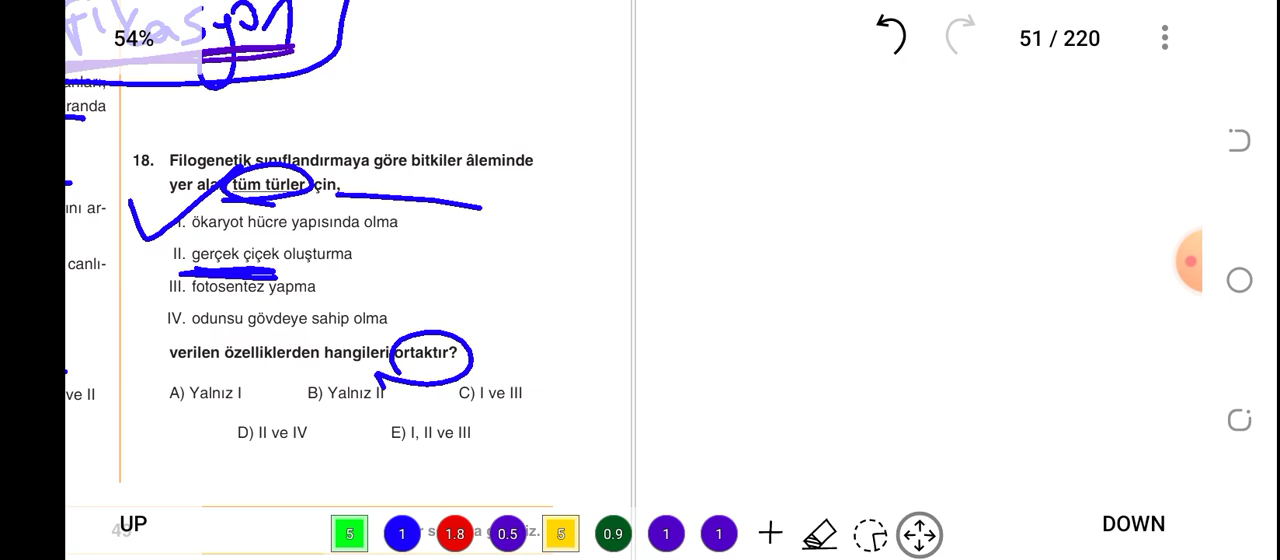 54%
51 / 220
randa
18. Filogenetik sınıflandırmaya göre bitkiler âleminde
yer ala tüm türler için,
I. ökaryot hücre yapısında olma
nı ar-
II. gerçek çiçek oluşturma
canlı-
III. fotosentez yapma
IV. odunsu gövdeye sahip olma
verilen özelliklerden hangileri ortaktır?
ve II
A) Yalnız I B) Yalnız II C) I ve III
D) II ve IV E) I, II ve III
UP
DOWN
5 1 1.8 0.5 5 0.9 1 1